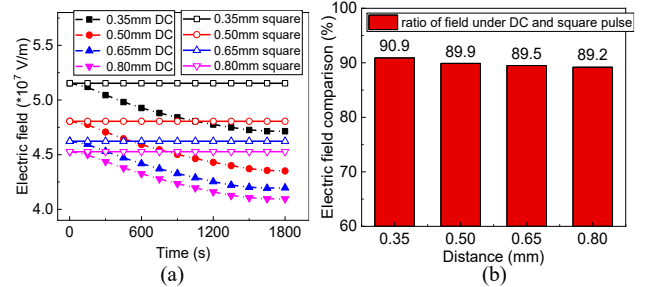 0.35mm DC 0.35mm square
0.50mm DC 0.50mm square
0.65mm DC 0.65mm square
0.80mm DC 0.80mm square
Electric field (*10⁷ V/m)
5.5
5.0
4.5
4.0
0 600 1200 1800
Time (s)
(a)
ratio of field under DC and square pulse
Electric field comparison (%)
100
90
80
70
60
90.9 89.9 89.5 89.2
0.35 0.50 0.65 0.80
Distance (mm)
(b)